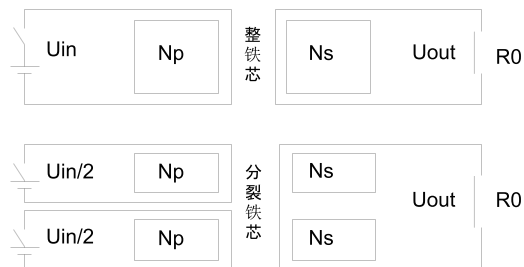 Uin Np 整铁芯 Ns Uout R0
Uin/2 Np 分裂铁芯 Ns
Uout R0
Uin/2 Np Ns